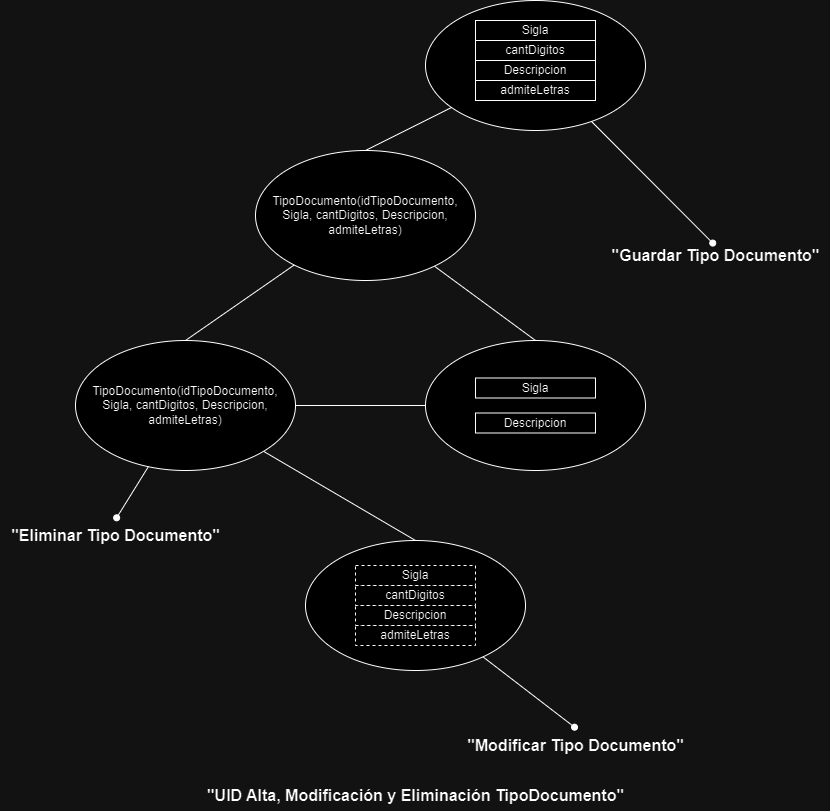 Sigla
cantDigitos
Descripcion
admiteLetras
TipoDocumento(idTipoDocumento,
Sigla, cantDigitos, Descripcion,
admiteLetras)
"Guardar Tipo Documento"
TipoDocumento(idTipoDocumento,
Sigla, cantDigitos, Descripcion,
admiteLetras)
Sigla
Descripcion
"Eliminar Tipo Documento"
Sigla
cantDigitos
Descripcion
admiteLetras
"Modificar Tipo Documento"
"UID Alta, Modificación y Eliminación TipoDocumento"